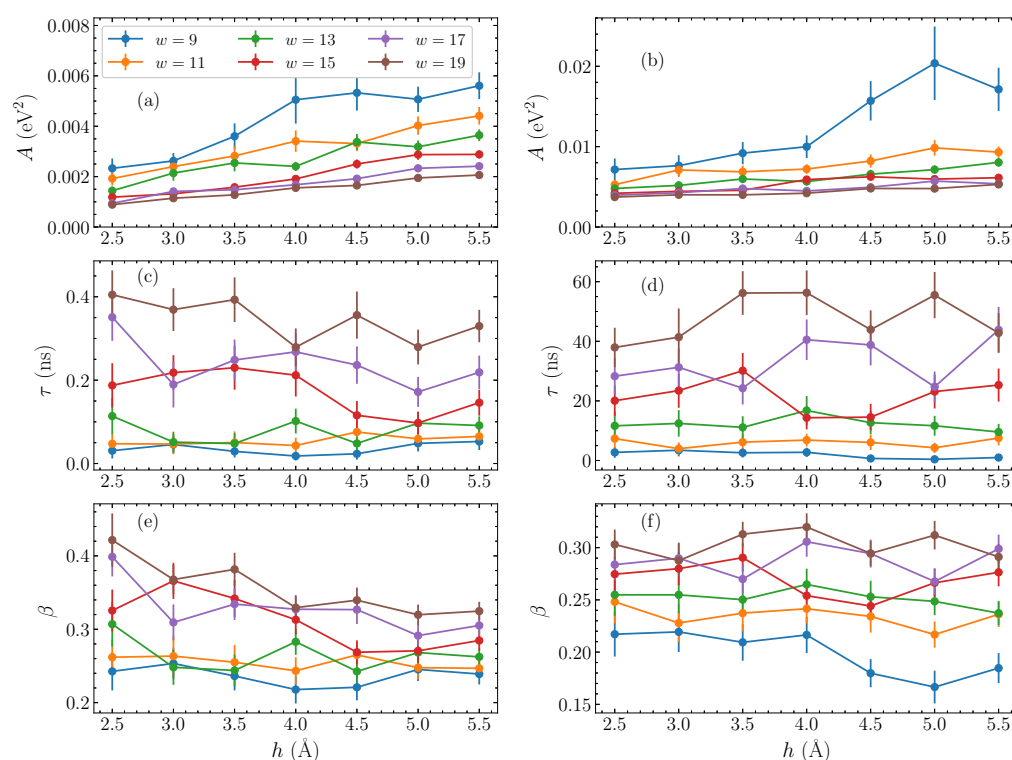 0.008
0.006
0.004
0.002
0.000
A (eV²)
w = 9
w = 13
w = 17
w = 11
w = 15
w = 19
(a)
2.5 3.0 3.5 4.0 4.5 5.0 5.5
0.02
0.01
0.00
A (eV²)
(b)
2.5 3.0 3.5 4.0 4.5 5.0 5.5
0.4
0.2
0.0
τ (ns)
(c)
2.5 3.0 3.5 4.0 4.5 5.0 5.5
60
40
20
0
τ (ns)
(d)
2.5 3.0 3.5 4.0 4.5 5.0 5.5
0.4
0.3
0.2
β
(e)
2.5 3.0 3.5 4.0 4.5 5.0 5.5
h (Å)
0.30
0.25
0.20
0.15
β
(f)
2.5 3.0 3.5 4.0 4.5 5.0 5.5
h (Å)